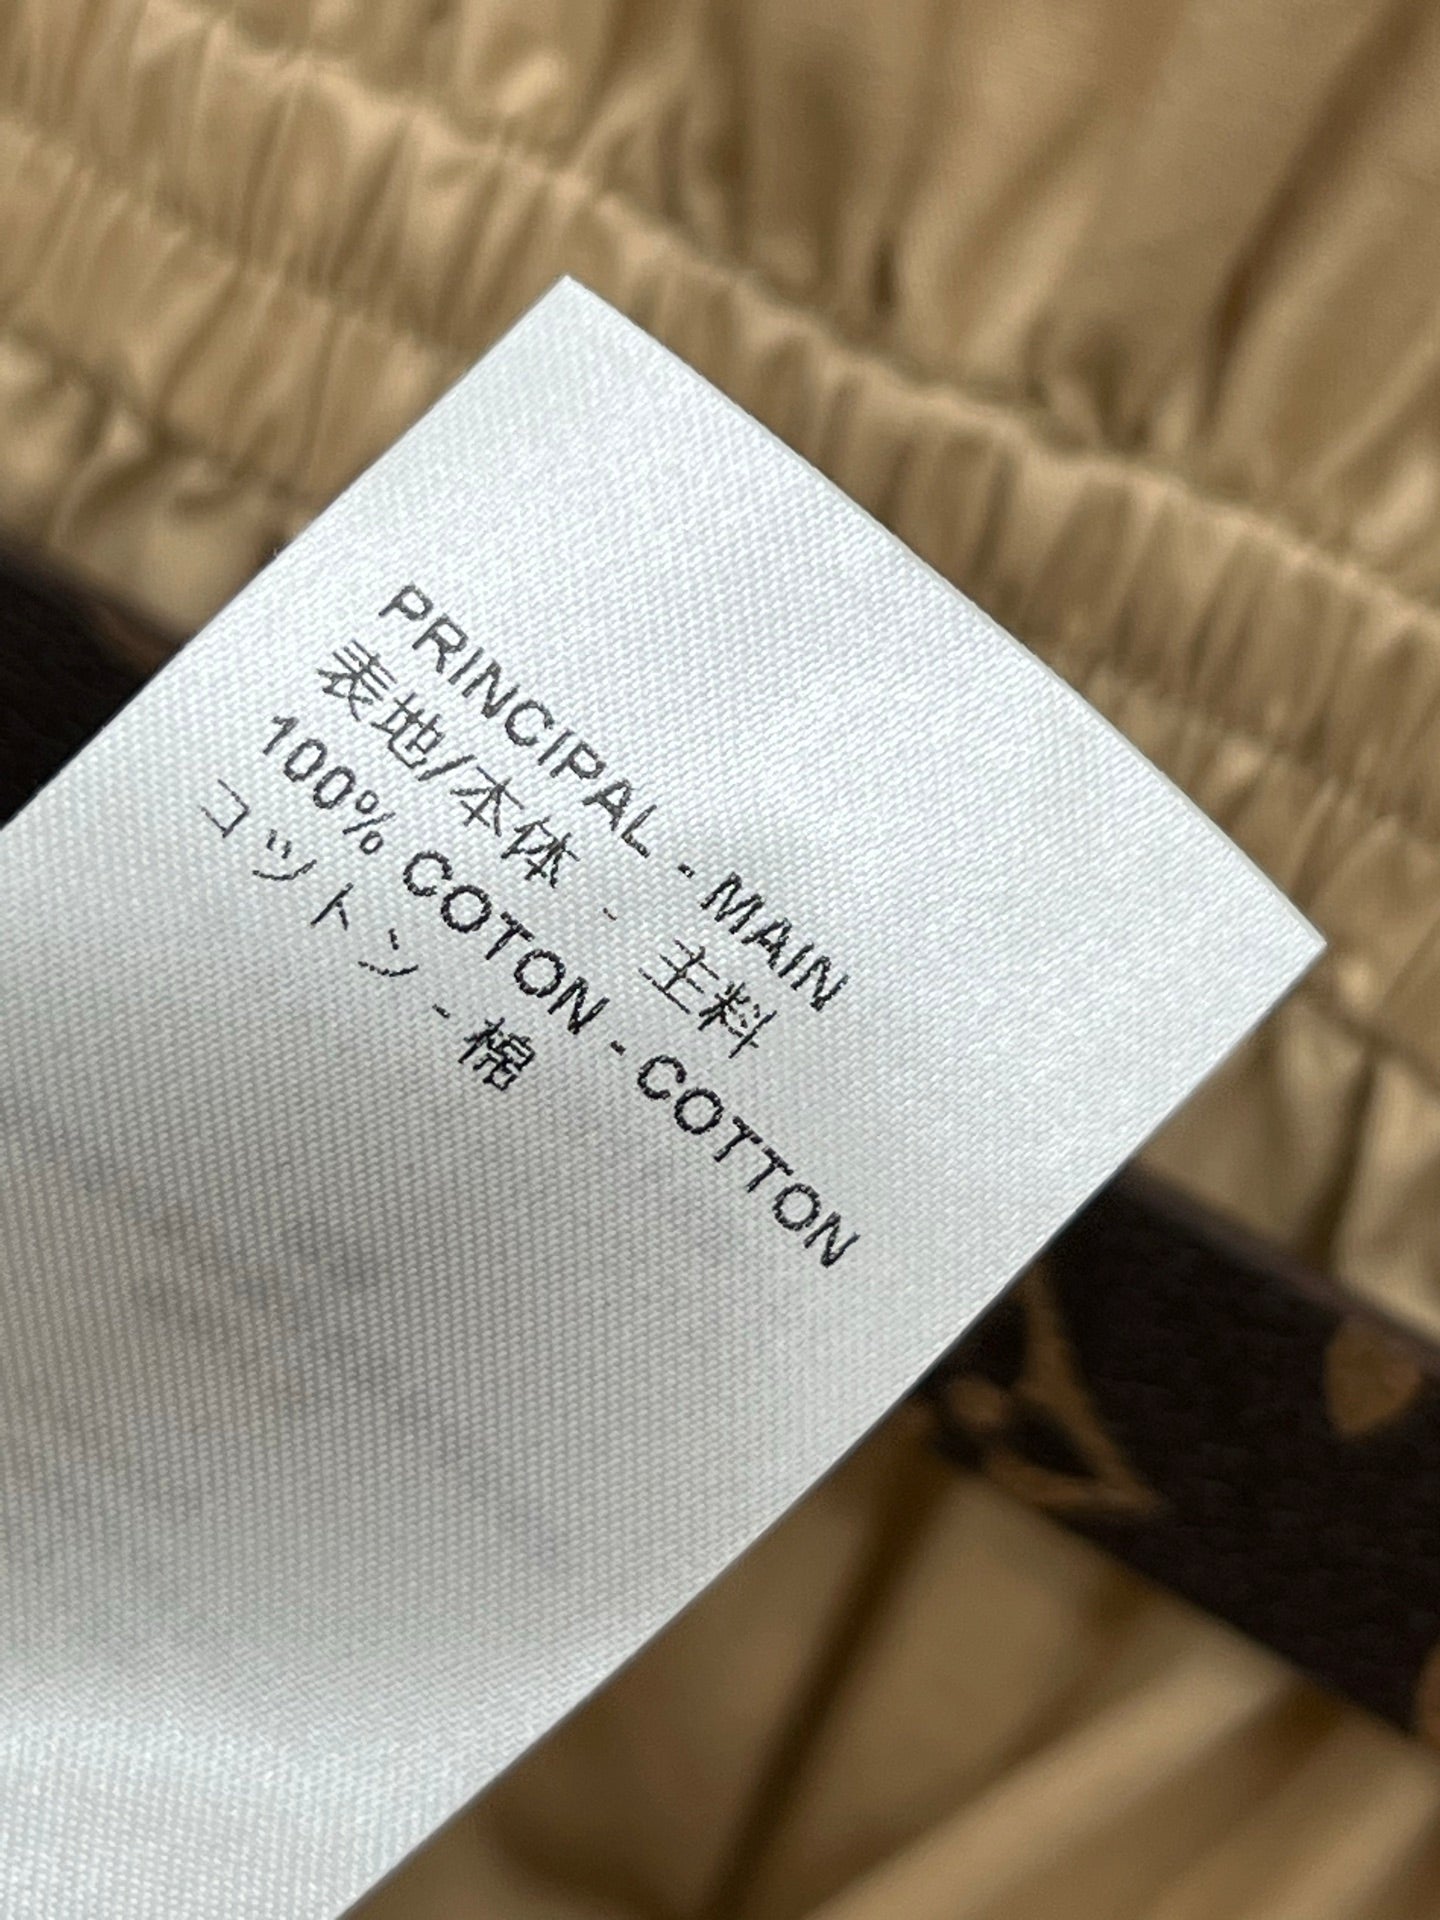 PRINCIPAL - MAIN
表地/本体 - 主料
100% COTON - COTTON
コットン - 棉